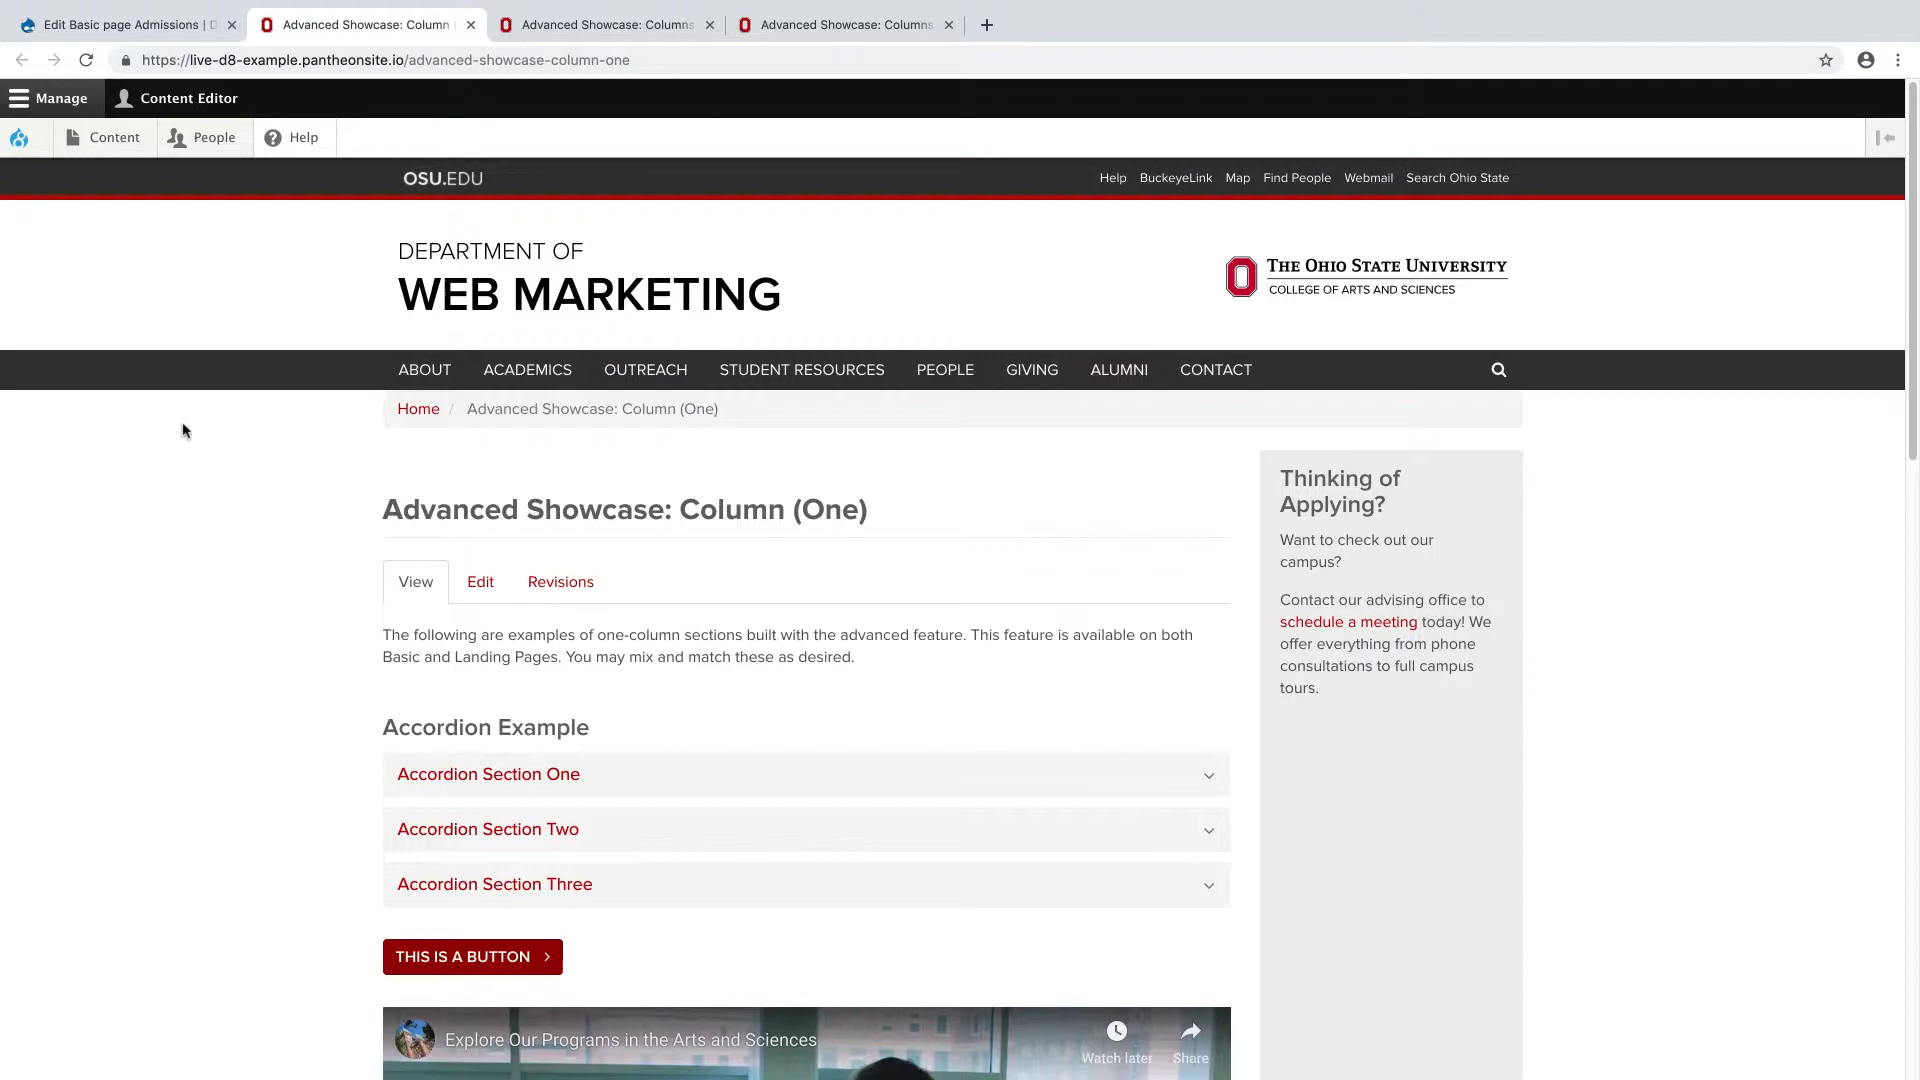 Edit Basic page Admissions | D
Advanced Showcase: Column
Advanced Showcase: Columns
Advanced Showcase: Columns
https://live-d8-example.pantheonsite.io/advanced-showcase-column-one
Manage
Content Editor
Content
People
Help
OSU.EDU
Help
BuckeyeLink
Map
Find People
Webmail
Search Ohio State
DEPARTMENT OF
WEB MARKETING
THE OHIO STATE UNIVERSITY
COLLEGE OF ARTS AND SCIENCES
ABOUT
ACADEMICS
OUTREACH
STUDENT RESOURCES
PEOPLE
GIVING
ALUMNI
CONTACT
Home / Advanced Showcase: Column (One)
Advanced Showcase: Column (One)
View
Edit
Revisions
The following are examples of one-column sections built with the advanced feature. This feature is available on both
Basic and Landing Pages. You may mix and match these as desired.
Accordion Example
Accordion Section One
Accordion Section Two
Accordion Section Three
THIS IS A BUTTON
Explore Our Programs in the Arts and Sciences
Watch later
Share
Thinking of
Applying?
Want to check out our
campus?
Contact our advising office to
schedule a meeting today! We
offer everything from phone
consultations to full campus
tours.